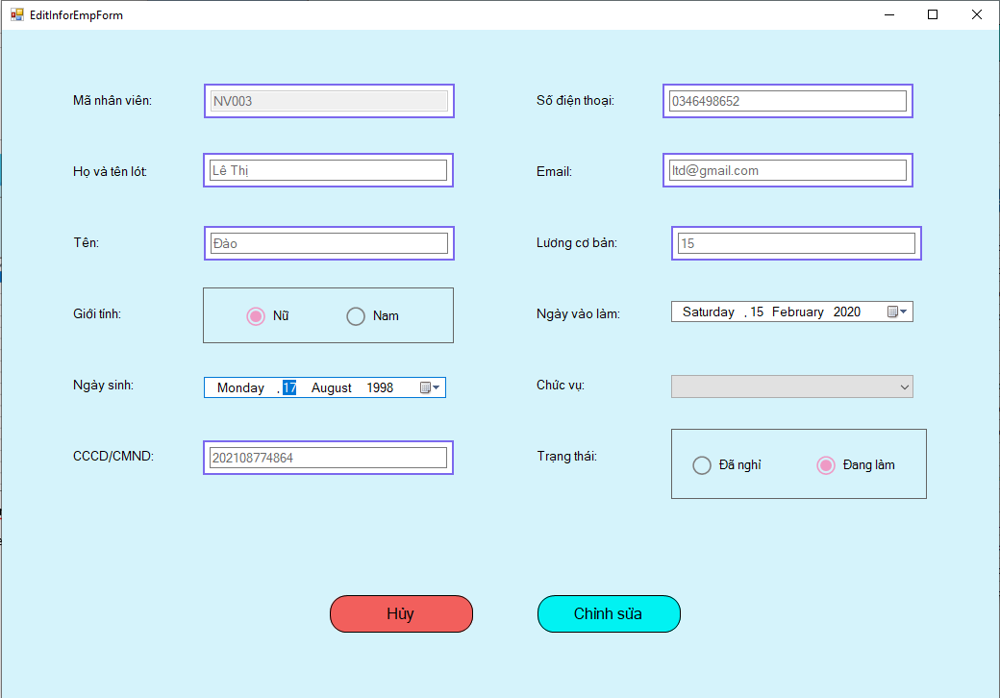 EditInforEmpForm
Mã nhân viên: NV003
Số điện thoại: 0346498652
Họ và tên lót: Lê Thị
Email: ltd@gmail.com
Tên: Đào
Lương cơ bản: 15
Giới tính: Nữ Nam
Ngày vào làm: Saturday , 15 February 2020
Ngày sinh: Monday , 17 August 1998
Chức vụ:
CCCD/CMND: 202108774864
Trạng thái: Đã nghỉ Đang làm
Hủy
Chỉnh sửa